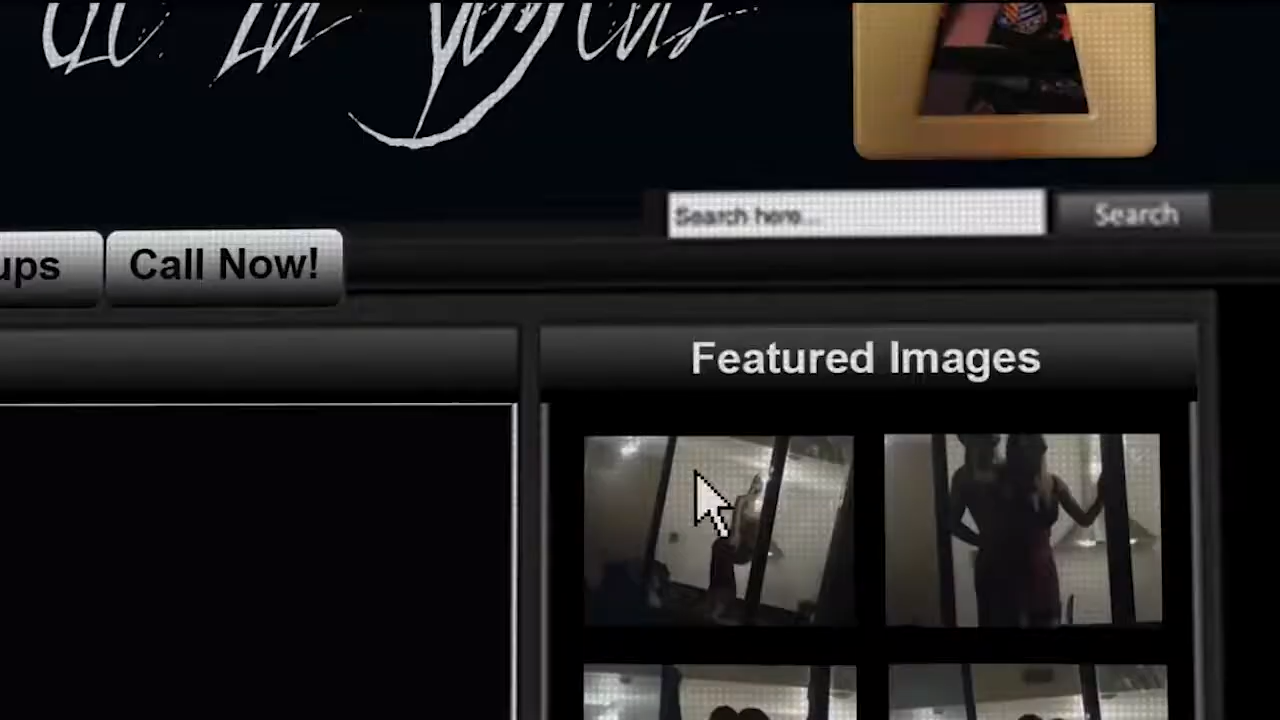 Search here...
Search
ups
Call Now!
Featured Images